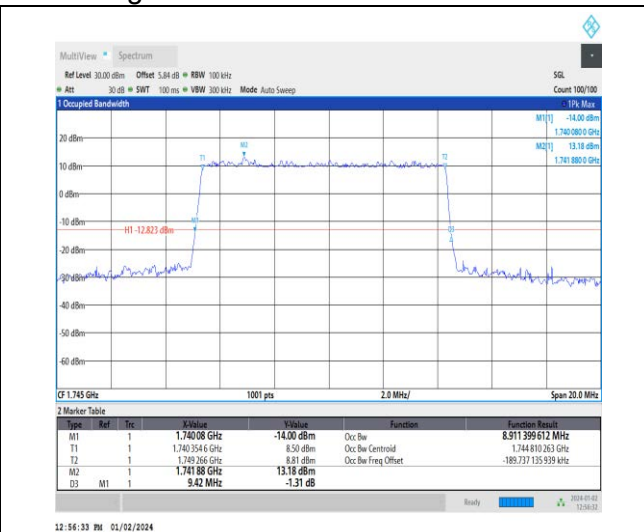 MultiView Spectrum
Ref Level 30.00 dBm Offset 5.84 dB RBW 100 kHz SGL
Att 30 dB SWT 100 ms VBW 300 kHz Mode Auto Sweep Count 100/100
1 Occupied Bandwidth 1Pk Max
M1[1] -14.00 dBm
1.740 080 0 GHz
20 dBm M2 M2[1] 13.18 dBm
T1 T2 1.741 880 0 GHz
10 dBm
0 dBm
-10 dBm M1
H1 -12.823 dBm D3
-20 dBm
-30 dBm
-40 dBm
-50 dBm
-60 dBm
CF 1.745 GHz 1001 pts 2.0 MHz/ Span 20.0 MHz
2 Marker Table
Type Ref Trc X-Value Y-Value Function Function Result
M1 1 1.740 08 GHz -14.00 dBm Occ Bw 8.911 399 612 MHz
T1 1 1.740 354 6 GHz 8.50 dBm Occ Bw Centroid 1.744 810 263 GHz
T2 1 1.749 266 GHz 8.81 dBm Occ Bw Freq Offset -189.737 135 939 kHz
M2 1 1.741 88 GHz 13.18 dBm
D3 M1 1 9.42 MHz -1.31 dB
Ready 2024-01-02
12:56:32
12:56:33 PM 01/02/2024